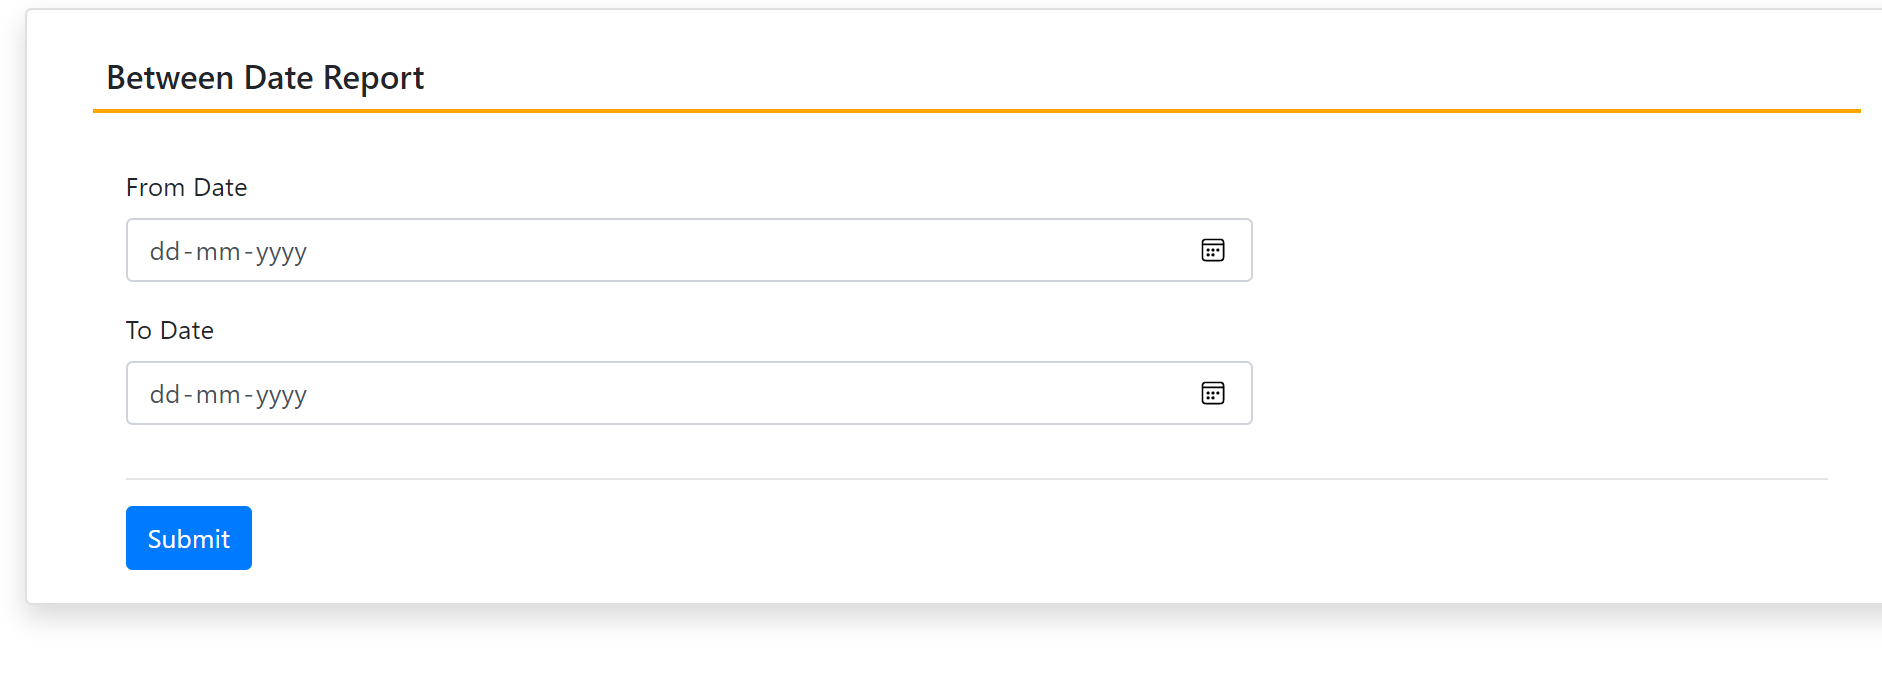 Between Date Report
From Date
dd-mm-yyyy
To Date
dd-mm-yyyy
Submit